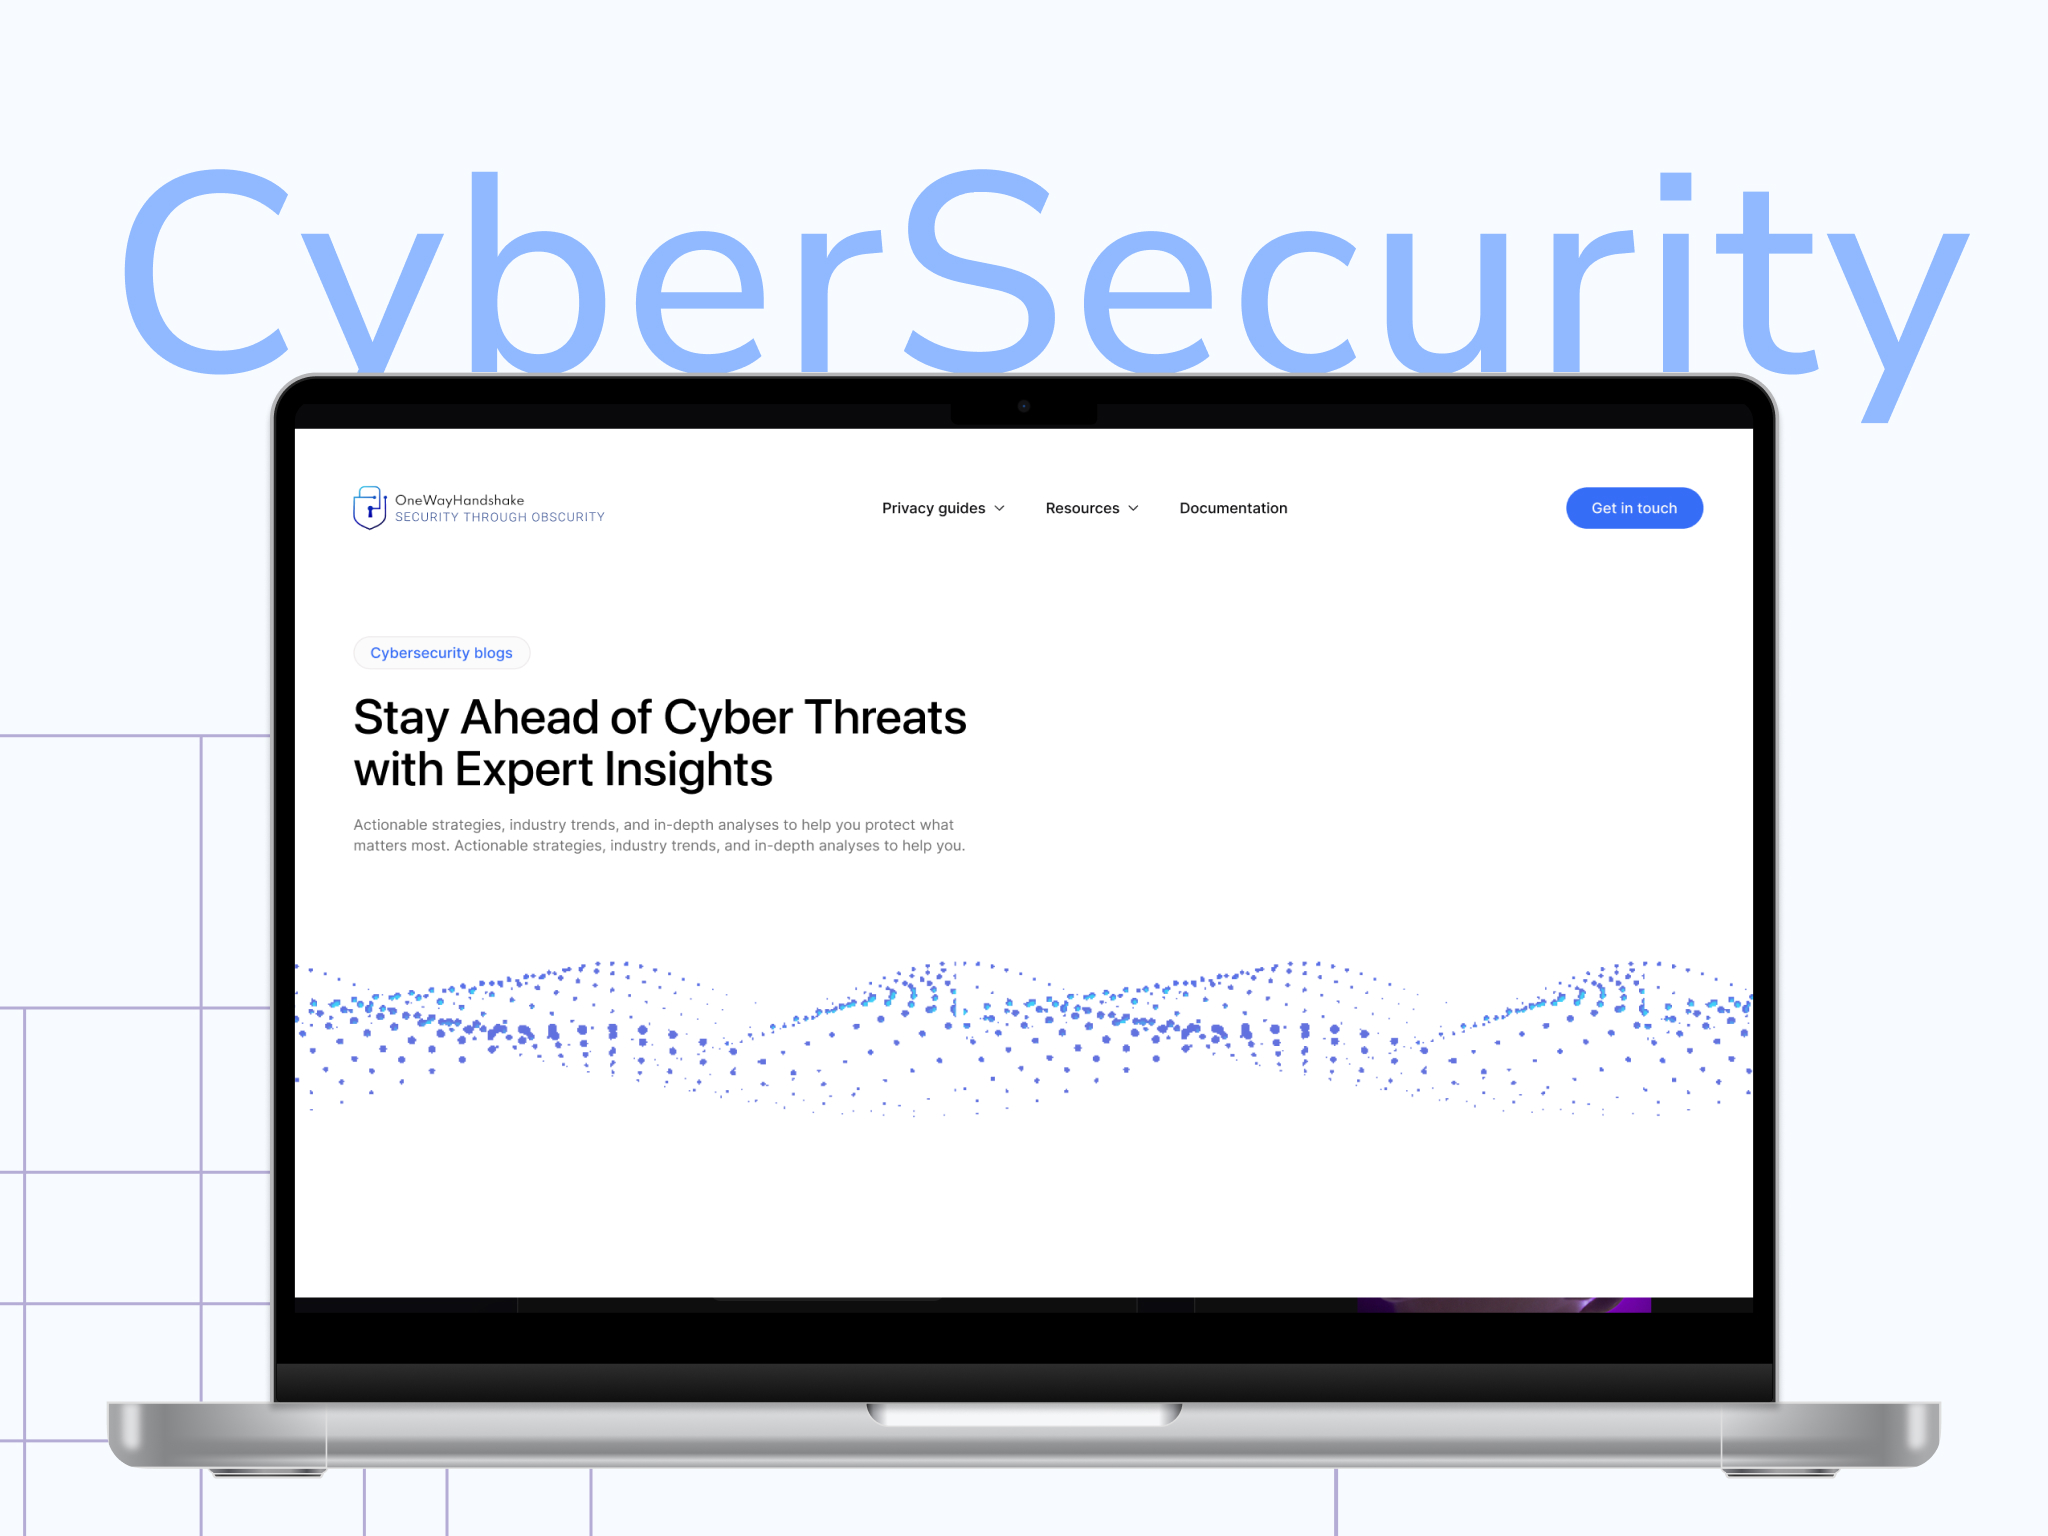 CyberSecurity
OneWayHandshake
SECURITY THROUGH OBSCURITY
Privacy guides
Resources
Documentation
Get in touch
Cybersecurity blogs
Stay Ahead of Cyber Threats
with Expert Insights
Actionable strategies, industry trends, and in-depth analyses to help you protect what
matters most. Actionable strategies, industry trends, and in-depth analyses to help you.